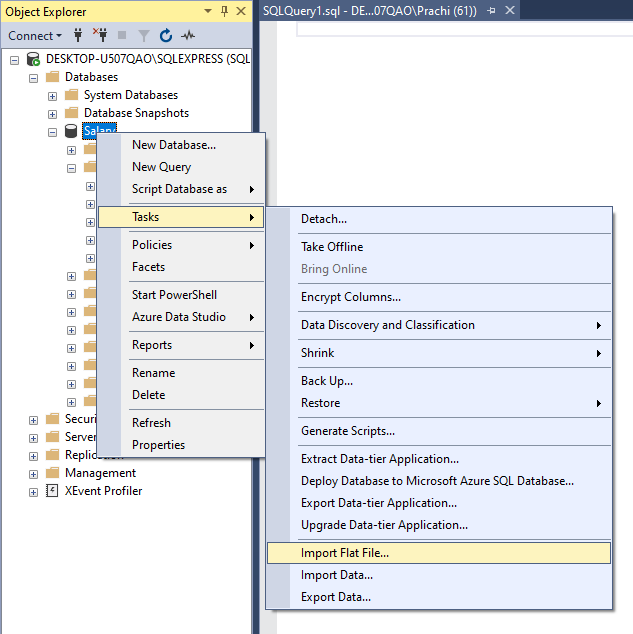 Object Explorer
SQLQuery1.sql - DE...07QAO\Prachi (61))
Connect
DESKTOP-U507QAO\SQLEXPRESS (SQL
Databases
System Databases
Database Snapshots
Salary
New Database...
New Query
Script Database as
Tasks
Policies
Facets
Start PowerShell
Azure Data Studio
Reports
Rename
Delete
Refresh
Properties
Detach...
Take Offline
Bring Online
Encrypt Columns...
Data Discovery and Classification
Shrink
Back Up...
Restore
Generate Scripts...
Extract Data-tier Application...
Deploy Database to Microsoft Azure SQL Database...
Export Data-tier Application...
Upgrade Data-tier Application...
Import Flat File...
Import Data...
Export Data...
Securi
Server
Replication
Management
XEvent Profiler